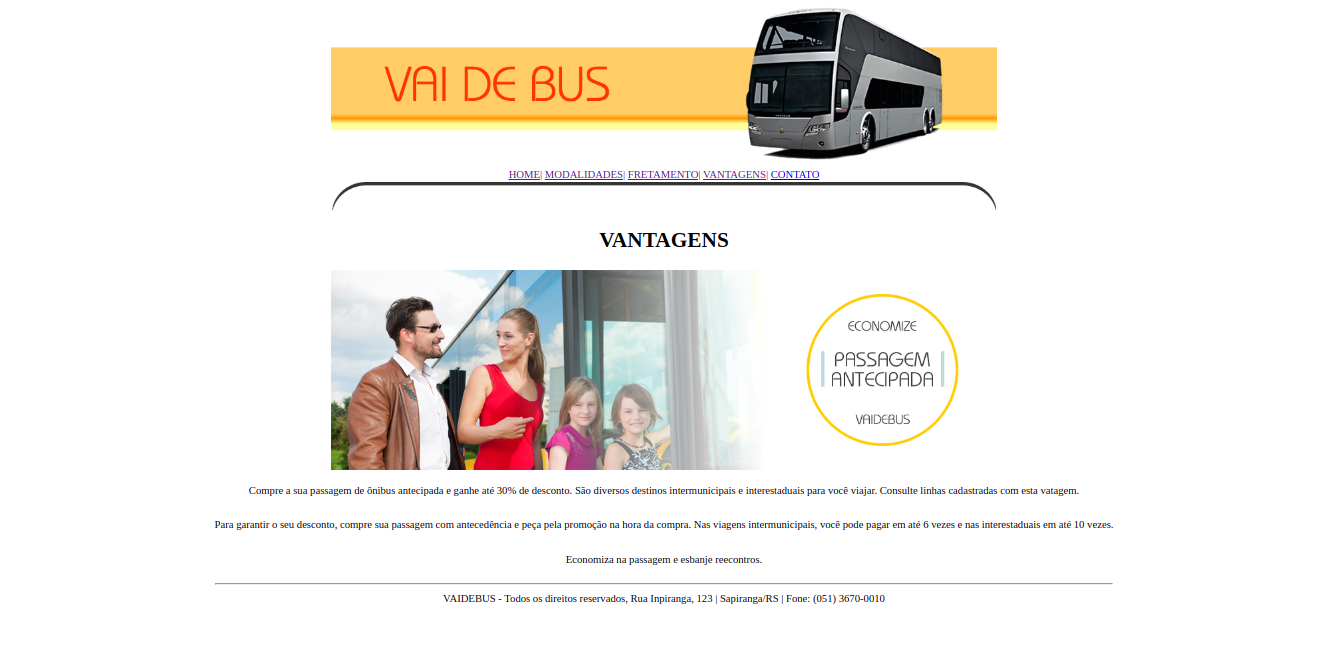 VAI DE BUS
HOME| MODALIDADES| FRETAMENTO| VANTAGENS| CONTATO
VANTAGENS
ECONOMIZE
PASSAGEM
ANTECIPADA
VAIDEBUS
Compre a sua passagem de ônibus antecipada e ganhe até 30% de desconto. São diversos destinos intermunicipais e interestaduais para você viajar. Consulte linhas cadastradas com esta vatagem.
Para garantir o seu desconto, compre sua passagem com antecedência e peça pela promoção na hora da compra. Nas viagens intermunicipais, você pode pagar em até 6 vezes e nas interestaduais em até 10 vezes.
Economiza na passagem e esbanje reecontros.
VAIDEBUS - Todos os direitos reservados, Rua Inpiranga, 123 | Sapiranga/RS | Fone: (051) 3670-0010